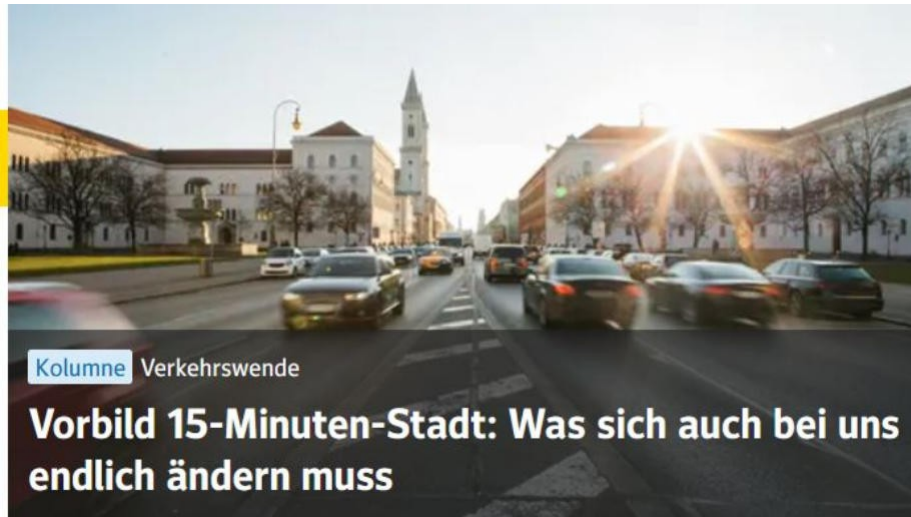 Kolumne Verkehrswende
Vorbild 15-Minuten-Stadt: Was sich auch bei uns
endlich ändern muss